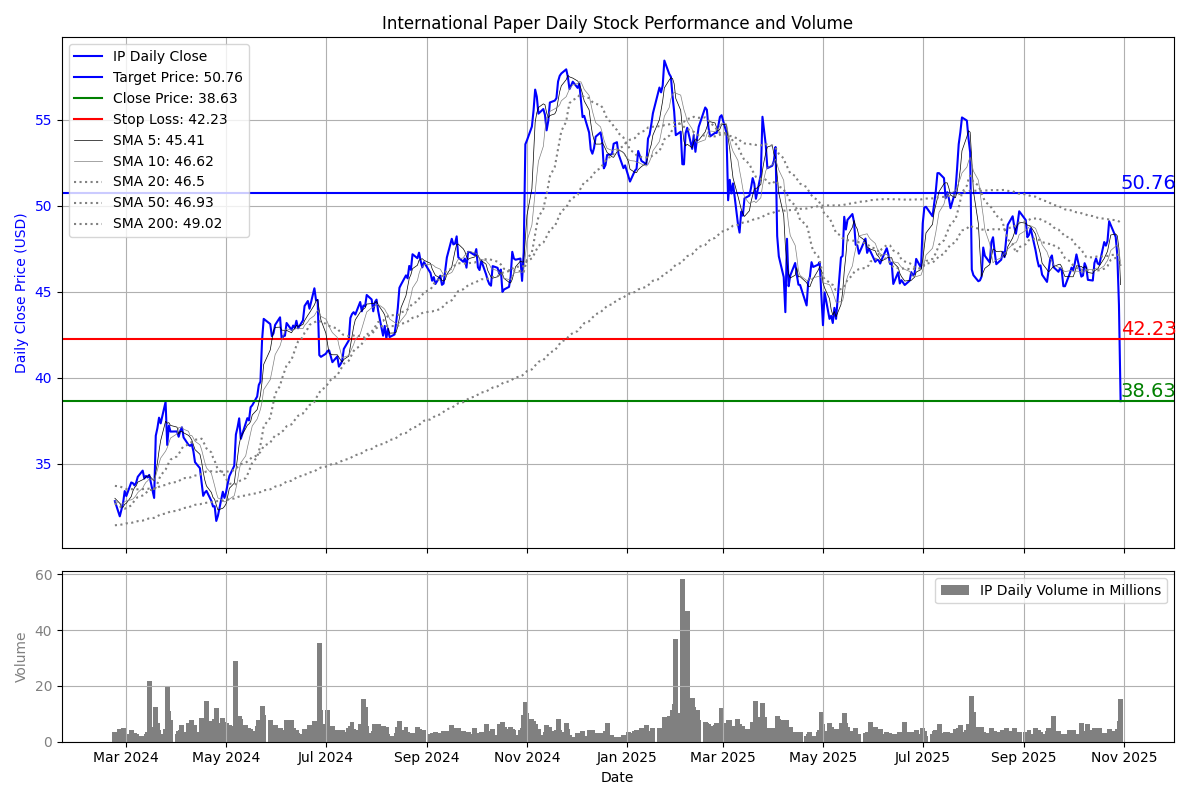 International Paper Daily Stock Performance and Volume
IP Daily Close
Target Price: 50.76
Close Price: 38.63
Stop Loss: 42.23
SMA 5: 45.41
SMA 10: 46.62
SMA 20: 46.5
SMA 50: 46.93
SMA 200: 49.02
Daily Close Price (USD)
55
50
45
40
35
50.76
42.23
38.63
Volume
60
40
20
0
IP Daily Volume in Millions
Mar 2024 May 2024 Jul 2024 Sep 2024 Nov 2024 Jan 2025 Mar 2025 May 2025 Jul 2025 Sep 2025 Nov 2025
Date